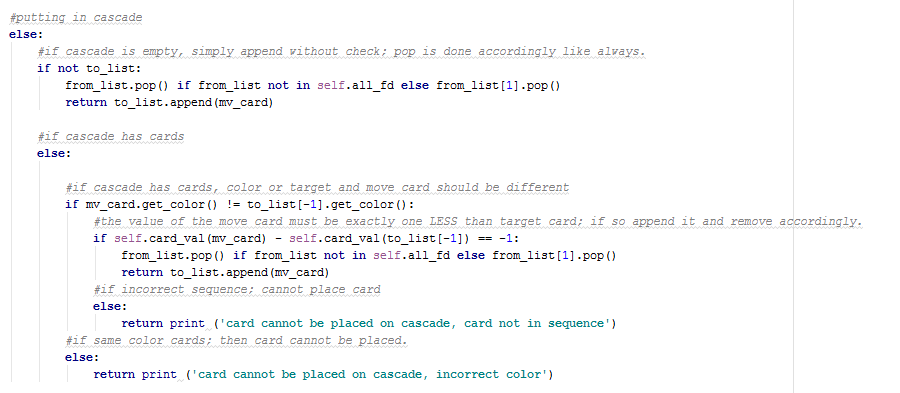 #putting in cascade
else:
#if cascade is empty, simply append without check; pop is done accordingly like always.
if not to_list:
from_list.pop() if from_list not in self.all_fd else from_list[1].pop()
return to_list.append(mv_card)
#if cascade has cards
else:
#if cascade has cards, color or target and move card should be different
if mv_card.get_color() != to_list[-1].get_color():
#the value of the move card must be exactly one LESS than target card; if so append it and remove accordingly.
if self.card_val(mv_card) - self.card_val(to_list[-1]) == -1:
from_list.pop() if from_list not in self.all_fd else from_list[1].pop()
return to_list.append(mv_card)
#if incorrect sequence; cannot place card
else:
return print ('card cannot be placed on cascade, card not in sequence')
#if same color cards; then card cannot be placed.
else:
return print ('card cannot be placed on cascade, incorrect color')